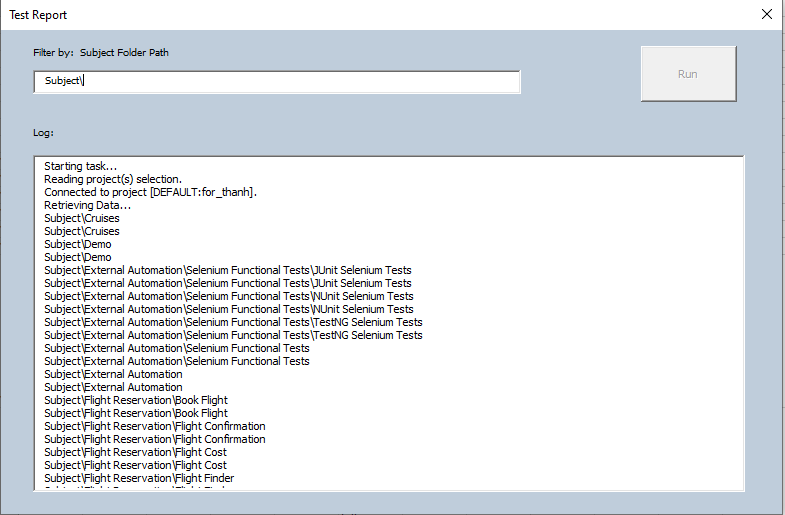 Test Report
Filter by:  Subject Folder Path
Subject\
Run
Log:
Starting task...
Reading project(s) selection.
Connected to project [DEFAULT:for_thanh].
Retrieving Data...
Subject\Cruises
Subject\Cruises
Subject\Demo
Subject\Demo
Subject\External Automation\Selenium Functional Tests\JUnit Selenium Tests
Subject\External Automation\Selenium Functional Tests\JUnit Selenium Tests
Subject\External Automation\Selenium Functional Tests\NUnit Selenium Tests
Subject\External Automation\Selenium Functional Tests\NUnit Selenium Tests
Subject\External Automation\Selenium Functional Tests\TestNG Selenium Tests
Subject\External Automation\Selenium Functional Tests\TestNG Selenium Tests
Subject\External Automation\Selenium Functional Tests
Subject\External Automation\Selenium Functional Tests
Subject\External Automation
Subject\External Automation
Subject\Flight Reservation\Book Flight
Subject\Flight Reservation\Book Flight
Subject\Flight Reservation\Flight Confirmation
Subject\Flight Reservation\Flight Confirmation
Subject\Flight Reservation\Flight Cost
Subject\Flight Reservation\Flight Cost
Subject\Flight Reservation\Flight Finder